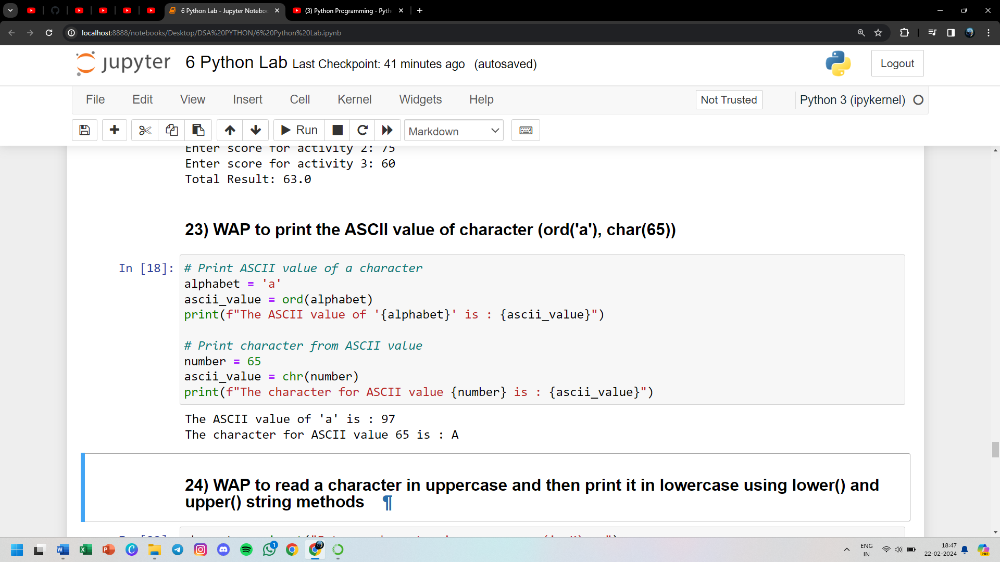 6 Python Lab - Jupyter Noteboo
(3) Python Programming - Pyth
localhost:8888/notebooks/Desktop/DSA%20PYTHON/6%20Python%20Lab.ipynb
jupyter 6 Python Lab Last Checkpoint: 41 minutes ago (autosaved)
Logout
File Edit View Insert Cell Kernel Widgets Help
Not Trusted
Python 3 (ipykernel)
Run
Markdown
Enter score for activity 2: 75
Enter score for activity 3: 60
Total Result: 63.0
23) WAP to print the ASCII value of character (ord('a'), char(65))
In [18]:
# Print ASCII value of a character
alphabet = 'a'
ascii_value = ord(alphabet)
print(f"The ASCII value of '{alphabet}' is : {ascii_value}")
# Print character from ASCII value
number = 65
ascii_value = chr(number)
print(f"The character for ASCII value {number} is : {ascii_value}")
The ASCII value of 'a' is : 97
The character for ASCII value 65 is : A
24) WAP to read a character in uppercase and then print it in lowercase using lower() and
upper() string methods ¶
1
ENG
IN
18:47
22-02-2024
PRE